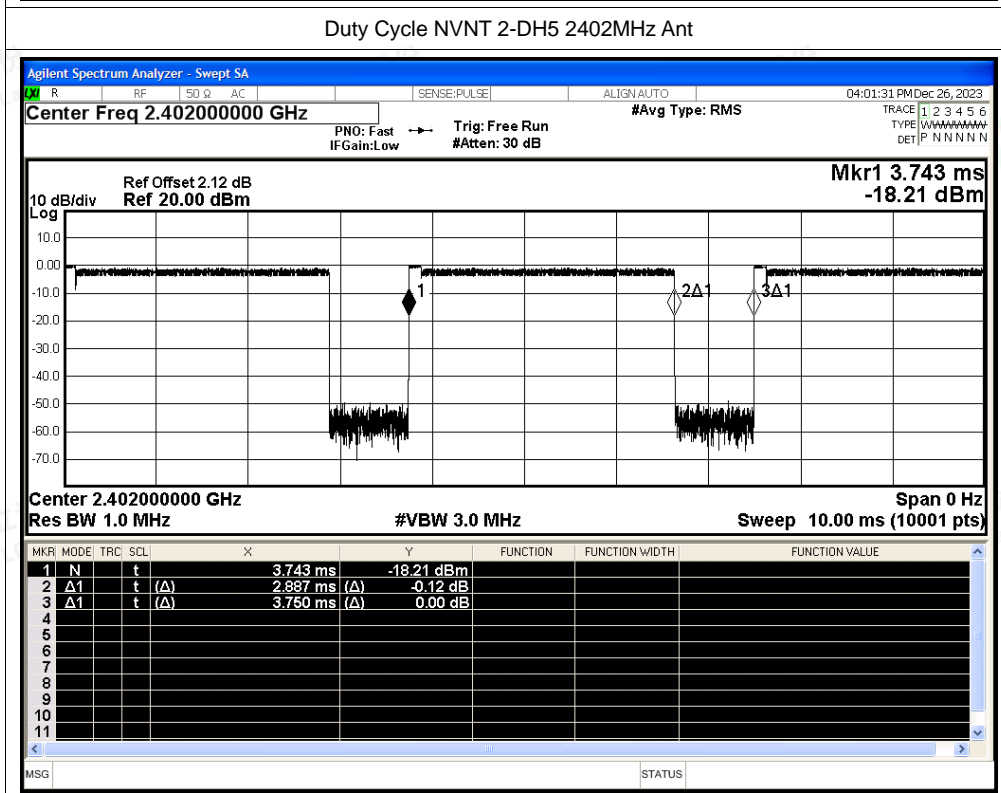 Duty Cycle NVNT 2-DH5 2402MHz Ant
Agilent Spectrum Analyzer - Swept SA
LXI R RF 50 Ω AC SENSE:PULSE ALIGN AUTO 04:01:31 PM Dec 26, 2023
Center Freq 2.402000000 GHz #Avg Type: RMS TRACE 1 2 3 4 5 6
PNO: Fast Trig: Free Run TYPE WWWWWW
IFGain:Low #Atten: 30 dB DET P N N N N N
Mkr1 3.743 ms
Ref Offset 2.12 dB
10 dB/div Ref 20.00 dBm -18.21 dBm
Log
10.0
0.00
-10.0
1 2Δ1 3Δ1
-20.0
-30.0
-40.0
-50.0
-60.0
-70.0
Center 2.402000000 GHz Span 0 Hz
Res BW 1.0 MHz #VBW 3.0 MHz Sweep 10.00 ms (10001 pts)
MKR MODE TRC SCL X Y FUNCTION FUNCTION WIDTH FUNCTION VALUE
1 N t 3.743 ms -18.21 dBm
2 Δ1 t (Δ) 2.887 ms (Δ) -0.12 dB
3 Δ1 t (Δ) 3.750 ms (Δ) 0.00 dB
4
5
6
7
8
9
10
11
MSG STATUS